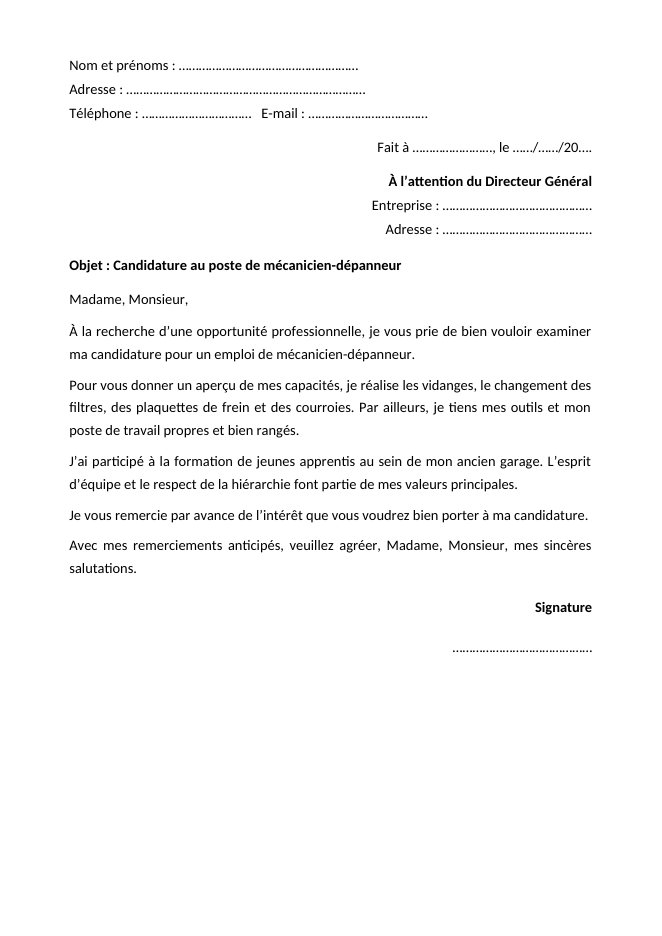 Nom et prénoms : ………………………………………………
Adresse : ………………………………………………………………
Téléphone : …………………………… E-mail : ………………………………
Fait à ……………………, le ……/……/20….
À l’attention du Directeur Général
Entreprise : ………………………………………
Adresse : ………………………………………
Objet : Candidature au poste de mécanicien-dépanneur
Madame, Monsieur,
À la recherche d’une opportunité professionnelle, je vous prie de bien vouloir examiner
ma candidature pour un emploi de mécanicien-dépanneur.
Pour vous donner un aperçu de mes capacités, je réalise les vidanges, le changement des
filtres, des plaquettes de frein et des courroies. Par ailleurs, je tiens mes outils et mon
poste de travail propres et bien rangés.
J’ai participé à la formation de jeunes apprentis au sein de mon ancien garage. L’esprit
d’équipe et le respect de la hiérarchie font partie de mes valeurs principales.
Je vous remercie par avance de l’intérêt que vous voudrez bien porter à ma candidature.
Avec mes remerciements anticipés, veuillez agréer, Madame, Monsieur, mes sincères
salutations.
Signature
……………………………………